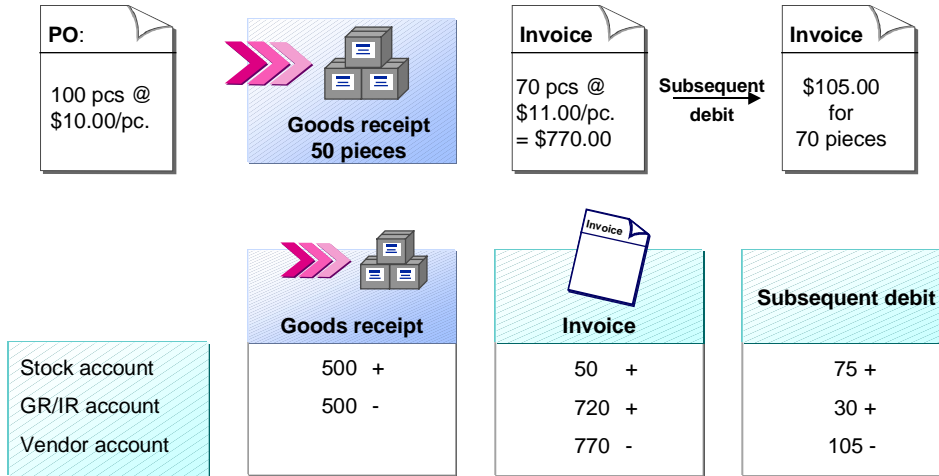 PO:
100 pcs @
$10.00/pc.
Goods receipt
50 pieces
Invoice
70 pcs @
$11.00/pc.
= $770.00
Subsequent
debit
Invoice
$105.00
for
70 pieces
Goods receipt
Invoice
Invoice
Subsequent debit
Stock account 500 + 50 + 75 +
GR/IR account 500 - 720 + 30 +
Vendor account 770 - 105 -